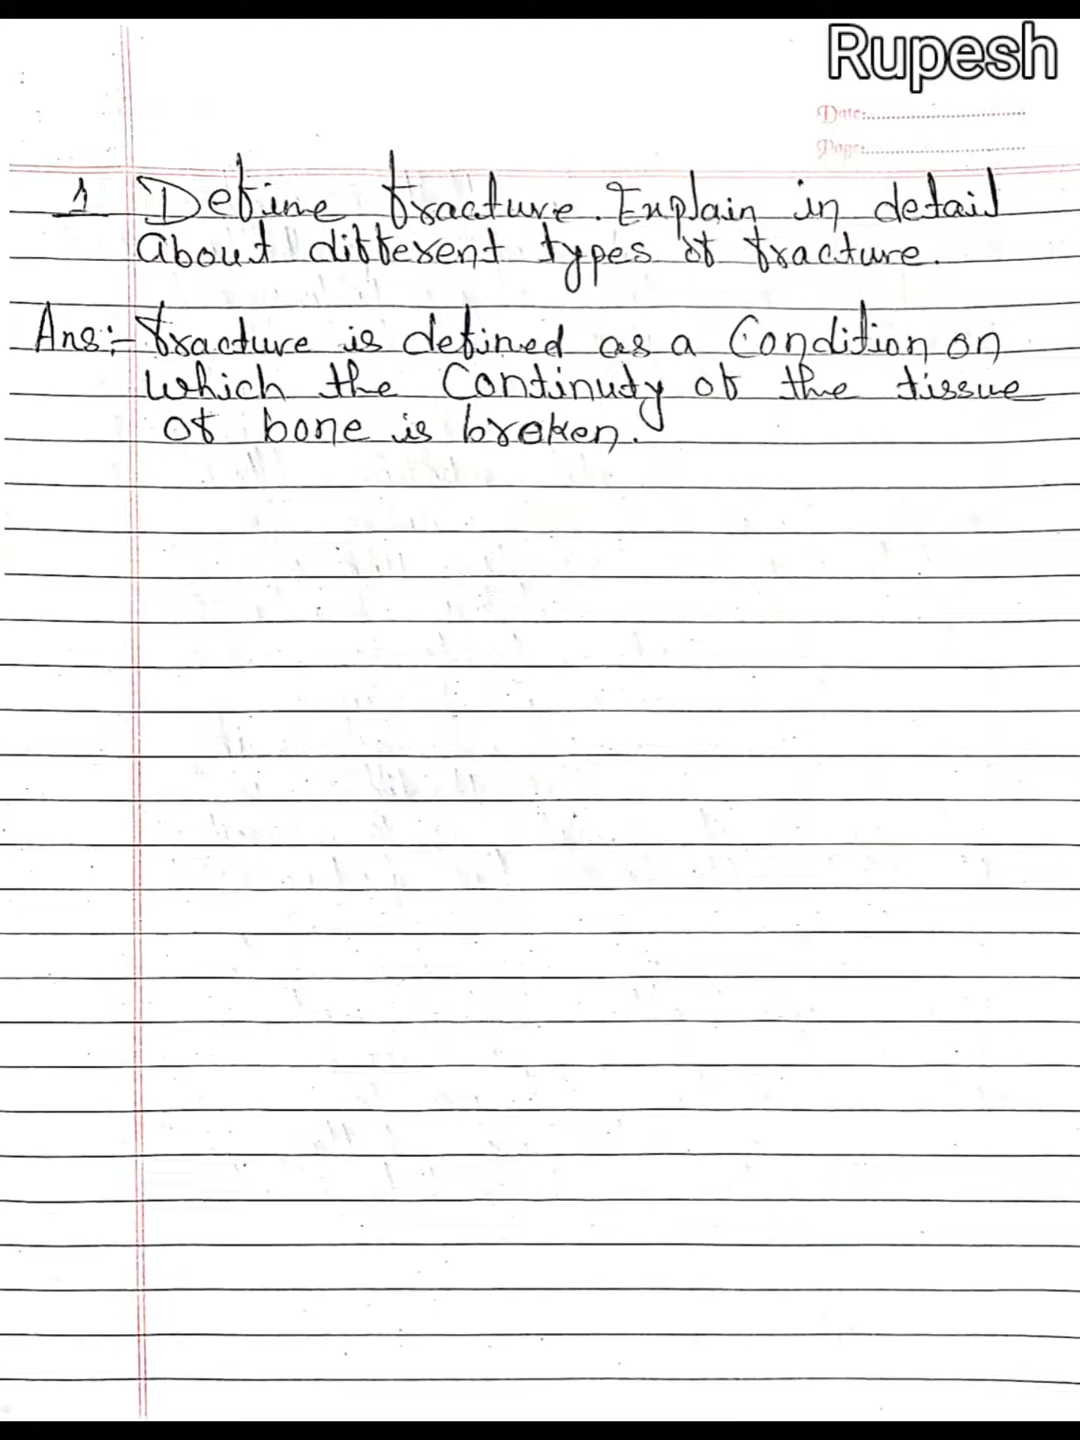 Rupesh
Date:
Page:
1 Define fracture. Explain in detail
About different types of fracture.
Ans:- fracture is defined as a Condition on
which the Continuty of the tissue
of bone is broken.